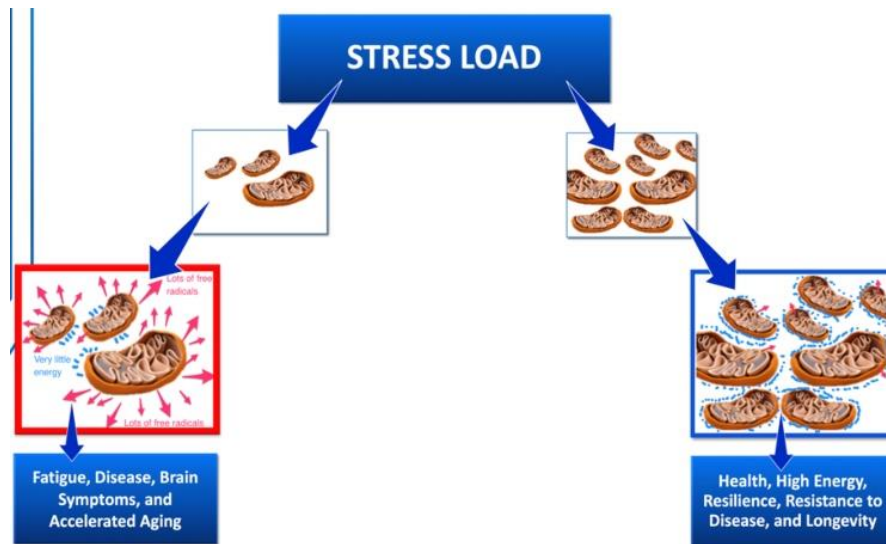 STRESS LOAD
Lots of free
radicals
Very little
energy
Lots of free radicals
Fatigue, Disease, Brain
Symptoms, and
Accelerated Aging
Health, High Energy,
Resilience, Resistance to
Disease, and Longevity